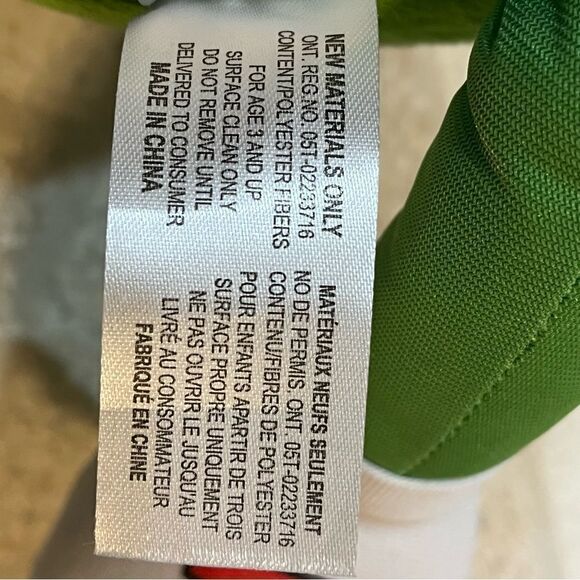 NEW MATERIALS ONLY
ONT. REG.NO. 05T-02233716
CONTENT/POLYESTER FIBERS
FOR AGE 3 AND UP
SURFACE CLEAN ONLY
DO NOT REMOVE UNTIL
DELIVERED TO CONSUMER
MADE IN CHINA
MATÉRIAUX NEUFS SEULEMENT
NO DE PERMIS. ONT. 05T-02233716
CONTENU/FIBRES DE POLYESTER
POUR ENFANTS APARTIR DE TROIS
SURFACE PROPRE UNIQUEMENT
NE PAS OUVRIR LE JUSQU'AU
LIVRÉ AU CONSOMMATEUR
FABRIQUÉ EN CHINE